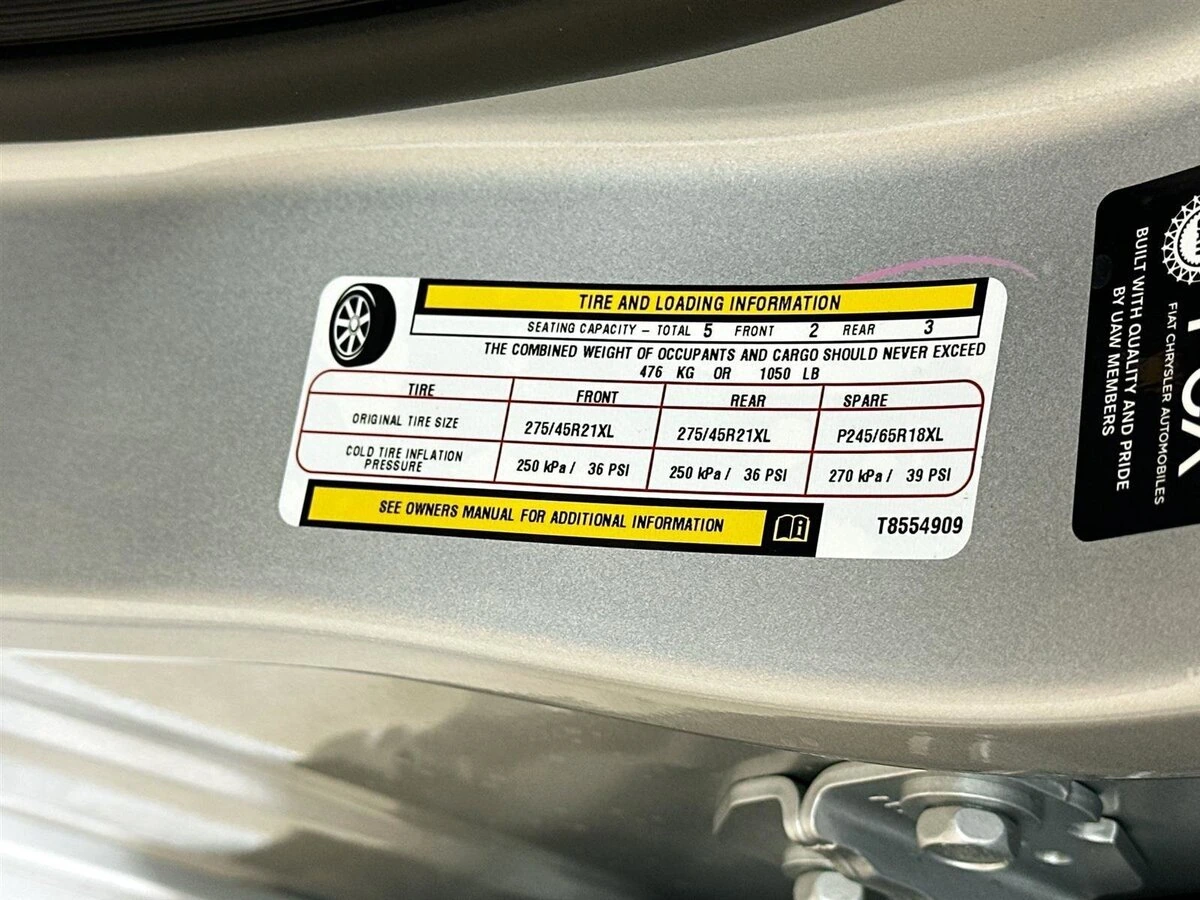 TIRE AND LOADING INFORMATION
SEATING CAPACITY – TOTAL 5 FRONT 2 REAR 3
THE COMBINED WEIGHT OF OCCUPANTS AND CARGO SHOULD NEVER EXCEED
476 KG OR 1050 LB
TIRE FRONT REAR SPARE
ORIGINAL TIRE SIZE 275/45R21XL 275/45R21XL P245/65R18XL
COLD TIRE INFLATION
PRESSURE 250 kPa / 36 PSI 250 kPa / 36 PSI 270 kPa / 39 PSI
SEE OWNERS MANUAL FOR ADDITIONAL INFORMATION
T8554909
FIAT CHRYSLER AUTOMOBILES
BUILT WITH QUALITY AND PRIDE
BY UAW MEMBERS